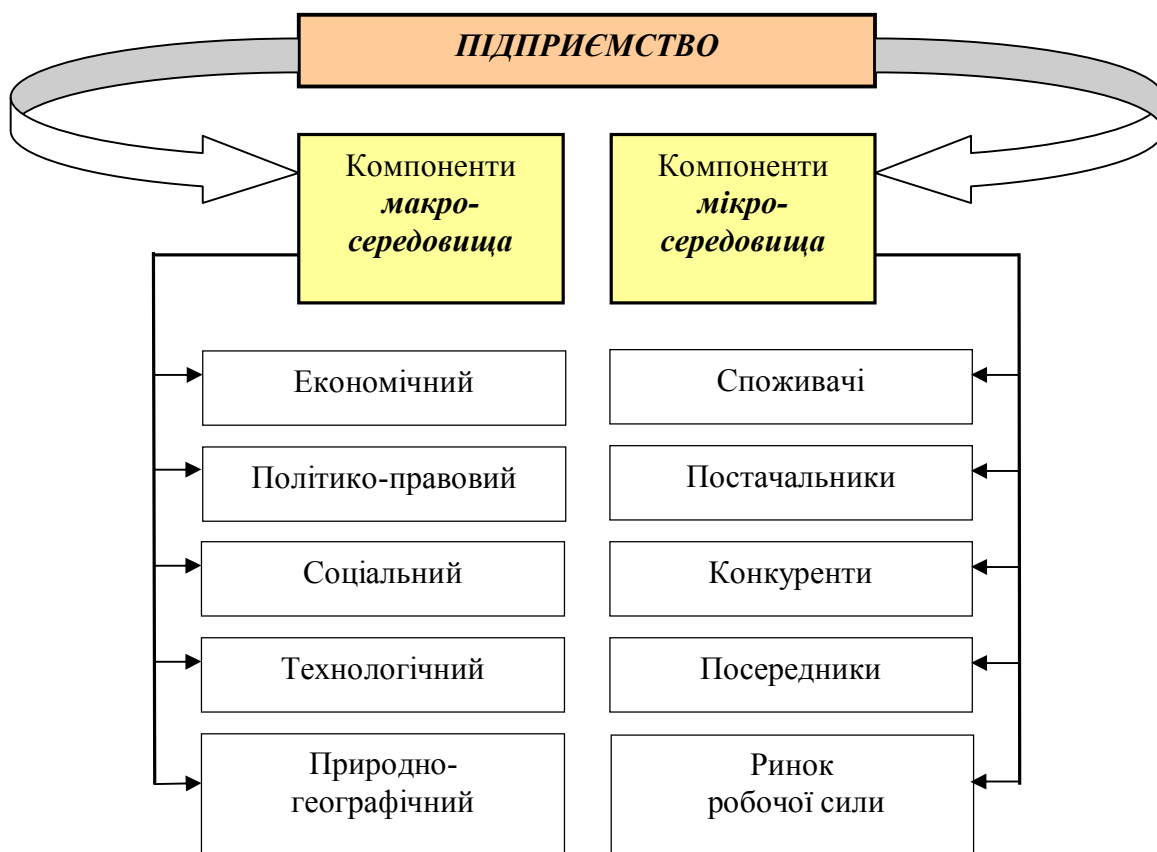 ПІДПРИЄМСТВО
Компоненти
макро-
середовища
Компоненти
мікро-
середовища
Економічний
Політико-правовий
Соціальний
Технологічний
Природно-
географічний
Споживачі
Постачальники
Конкуренти
Посередники
Ринок
робочої сили